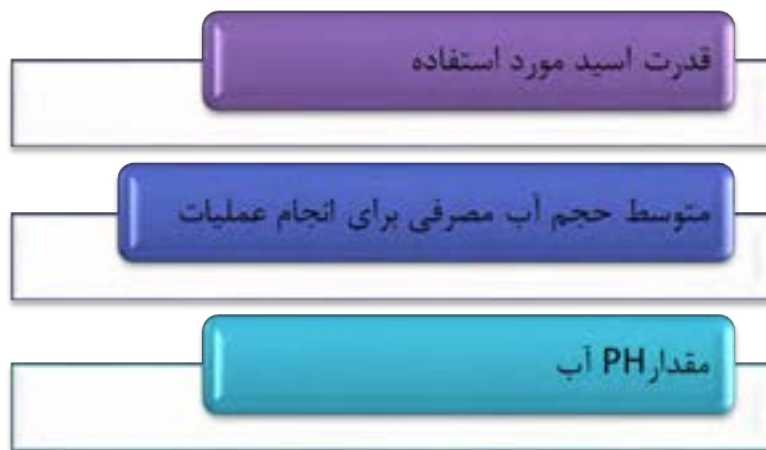 قدرت اسید مورد استفاده
متوسط حجم آب مصرفی برای انجام عملیات
مقدارPH آب